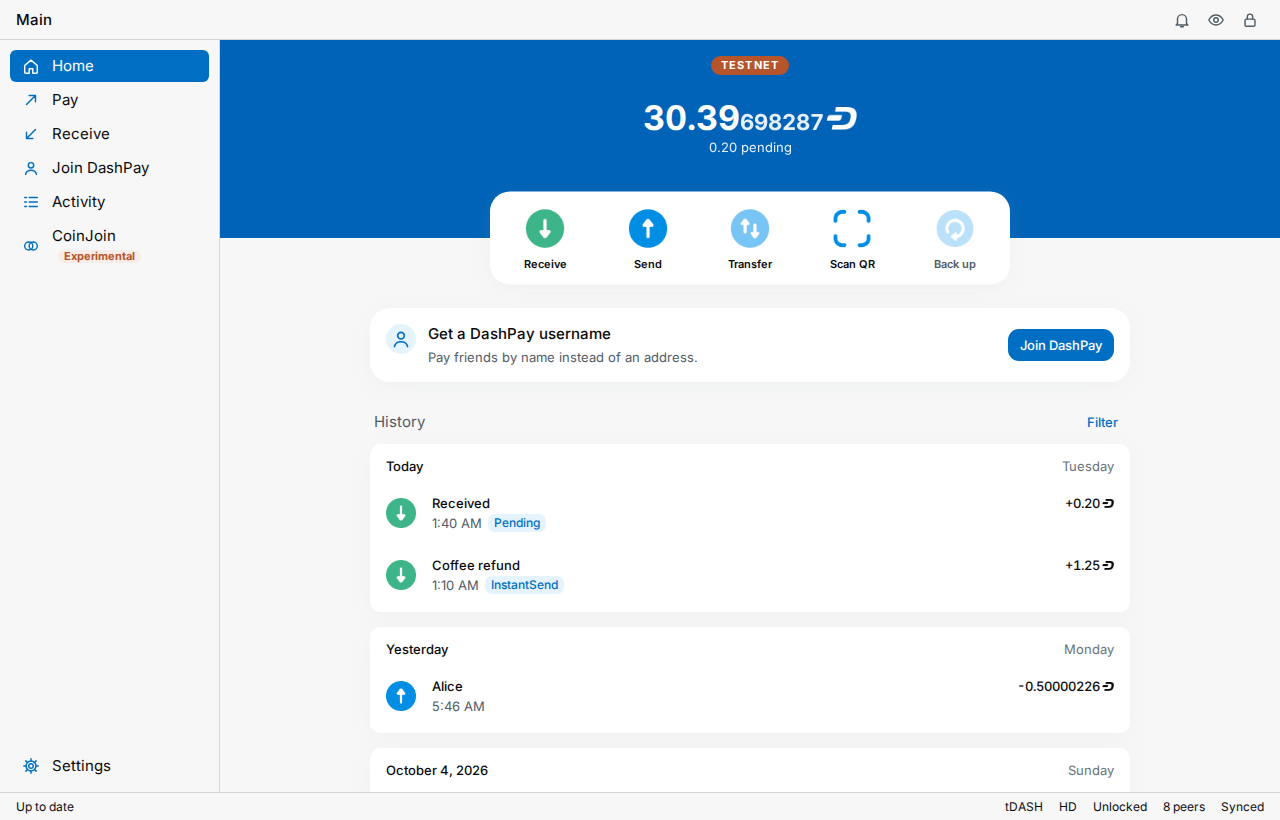 Main
Home
Pay
Receive
Join DashPay
Activity
CoinJoin
Experimental
Settings
TESTNET
30.39698287
0.20 pending
Receive
Send
Transfer
Scan QR
Back up
Get a DashPay username
Pay friends by name instead of an address.
Join DashPay
History
Filter
Today
Tuesday
Received
+0.20
1:40 AM Pending
Coffee refund
+1.25
1:10 AM InstantSend
Yesterday
Monday
Alice
-0.50000226
5:46 AM
October 4, 2026
Sunday
Up to date
tDASH HD Unlocked 8 peers Synced